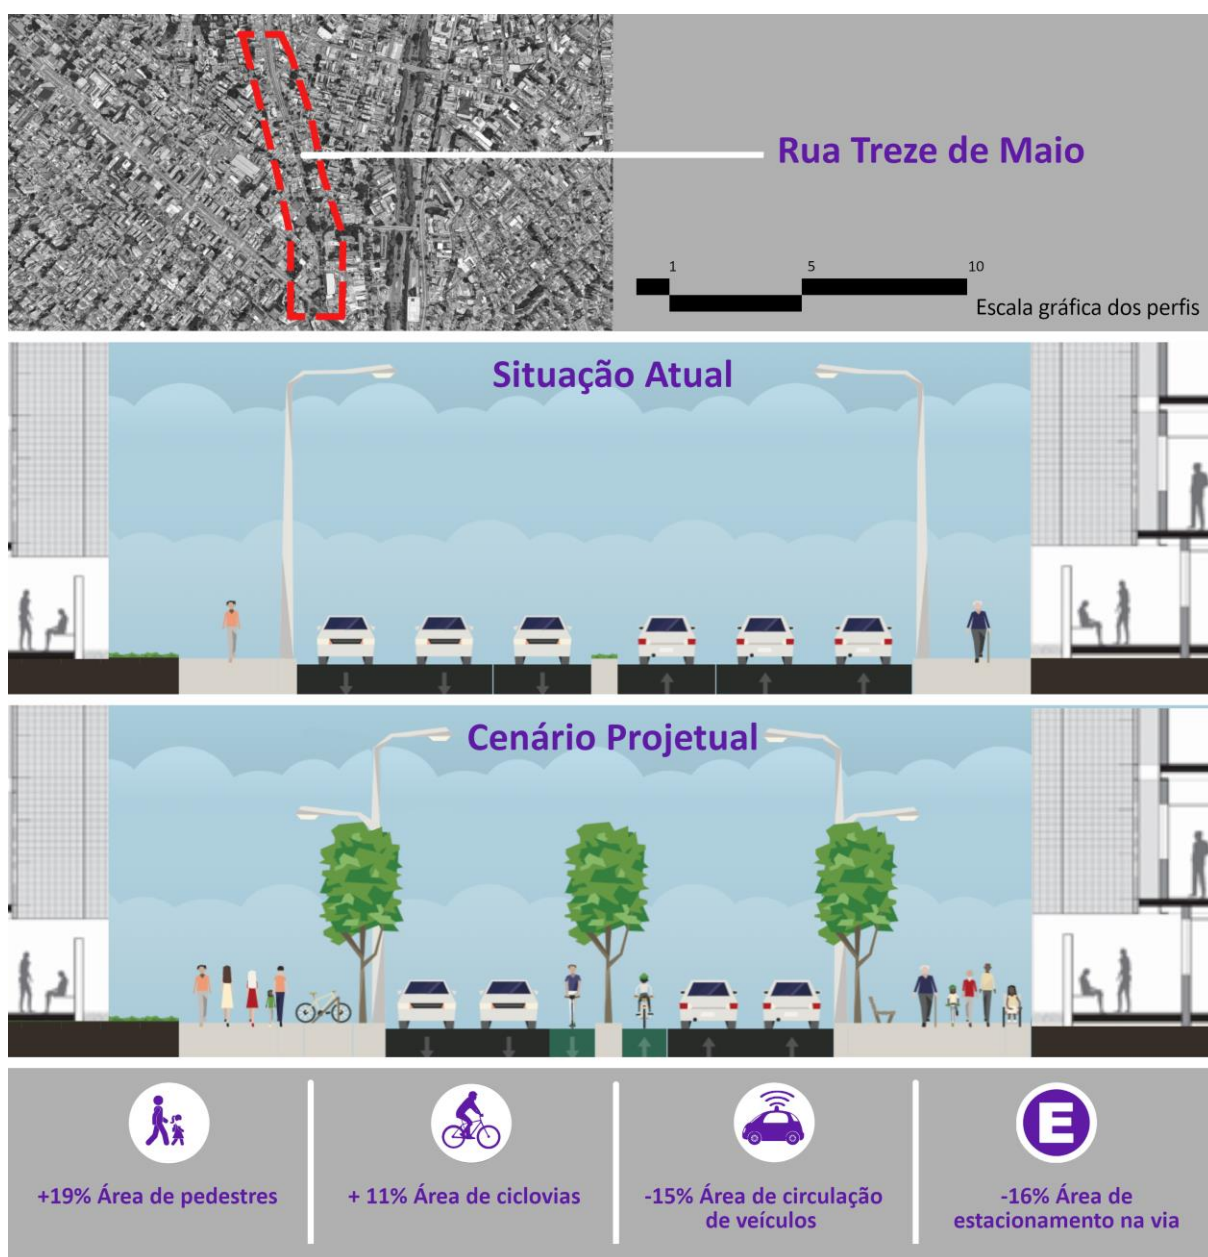 Rua Treze de Maio
1 5 10
Escala gráfica dos perfis
Situação Atual
Cenário Projetual
E
+19% Área de pedestres
+ 11% Área de ciclovias
-15% Área de circulação
de veículos
-16% Área de
estacionamento na via